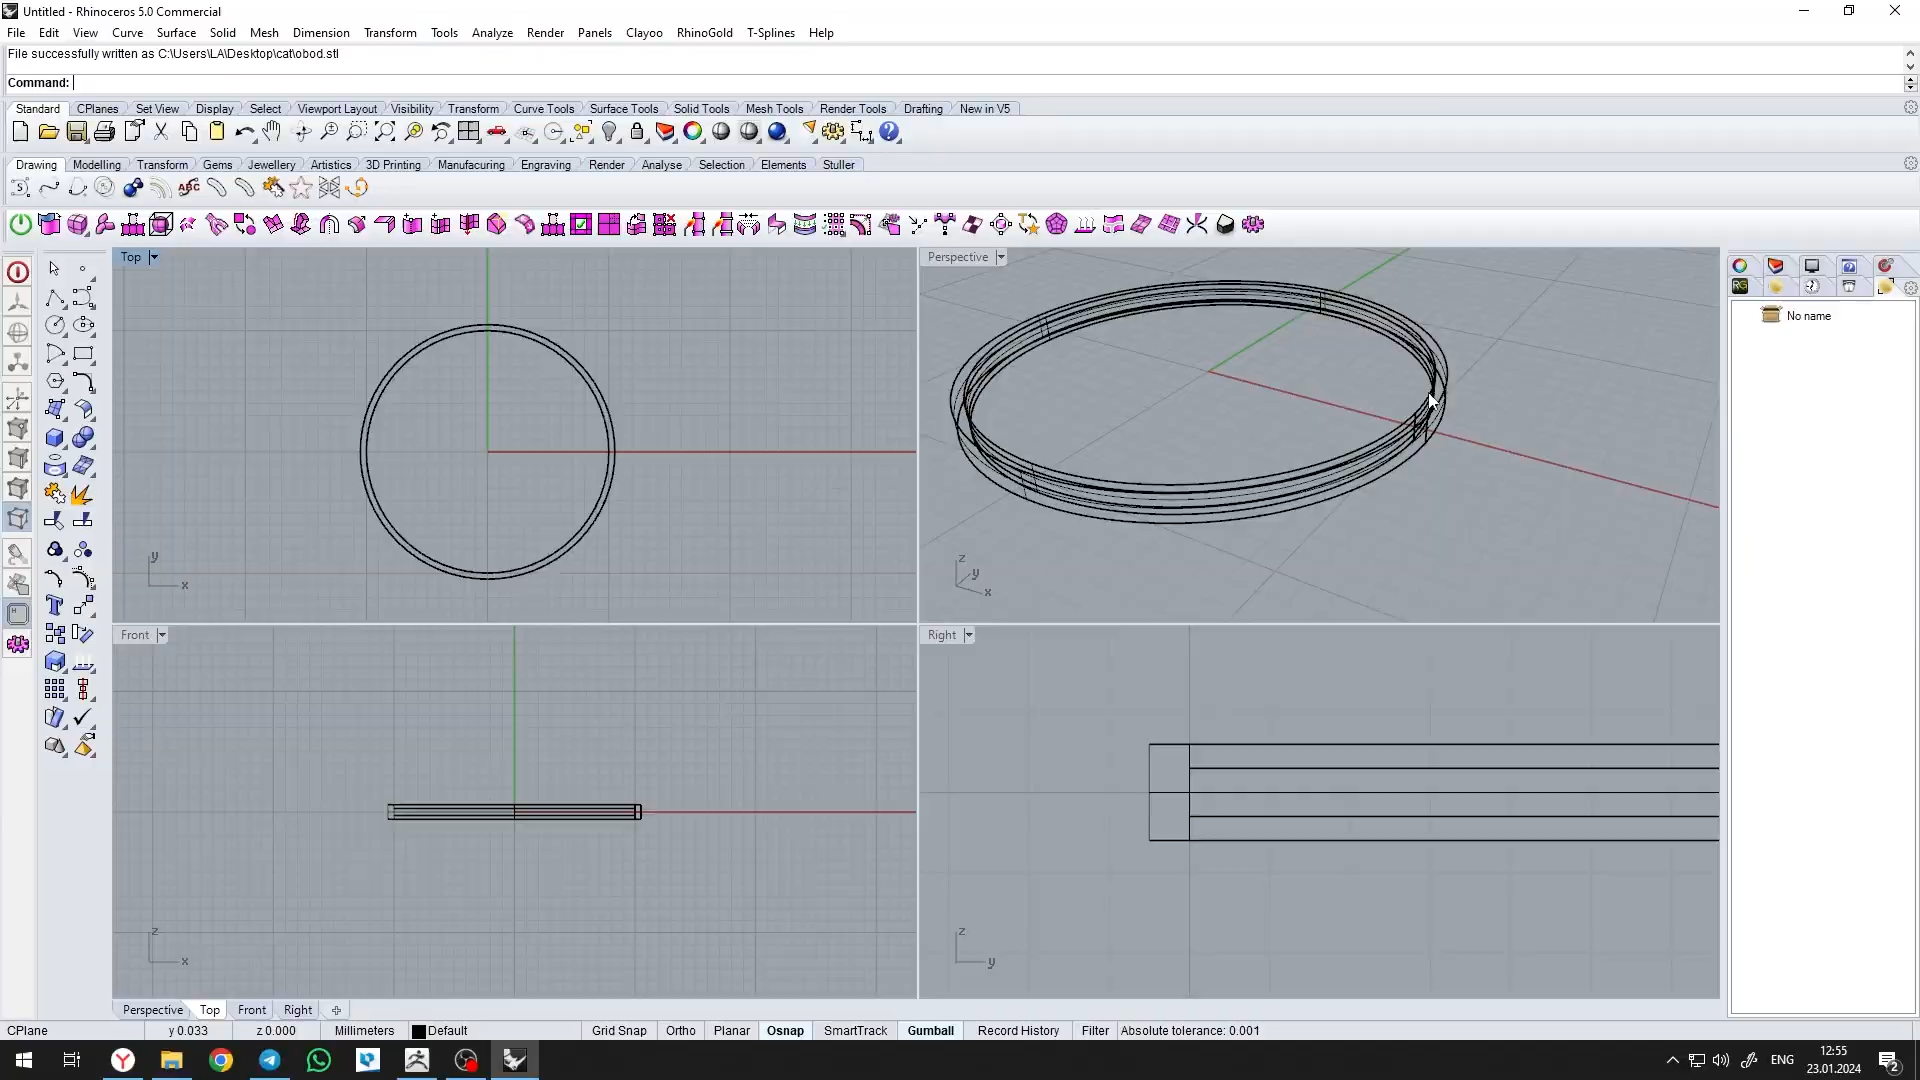 Untitled - Rhinoceros 5.0 Commercial
File Edit View Curve Surface Solid Mesh Dimension Transform Tools Analyze Render Panels Clayoo RhinoGold T-Splines Help
File successfully written as C:\Users\LA\Desktop\cat\obod.stl
Command:
Standard CPlanes Set View Display Select Viewport Layout Visibility Transform Curve Tools Surface Tools Solid Tools Mesh Tools Render Tools Drafting New in V5
Drawing Modelling Transform Gems Jewellery Artistics 3D Printing Manufacuring Engraving Render Analyse Selection Elements Stuller
ABC
Top
Perspective
RG
No name
y
x
z
y
x
Front
Right
z
x
z
y
Perspective Top Front Right
CPlane y 0.033 z 0.000 Millimeters Default Grid Snap Ortho Planar Osnap SmartTrack Gumball Record History Filter Absolute tolerance: 0.001
ENG
12:55
23.01.2024
2